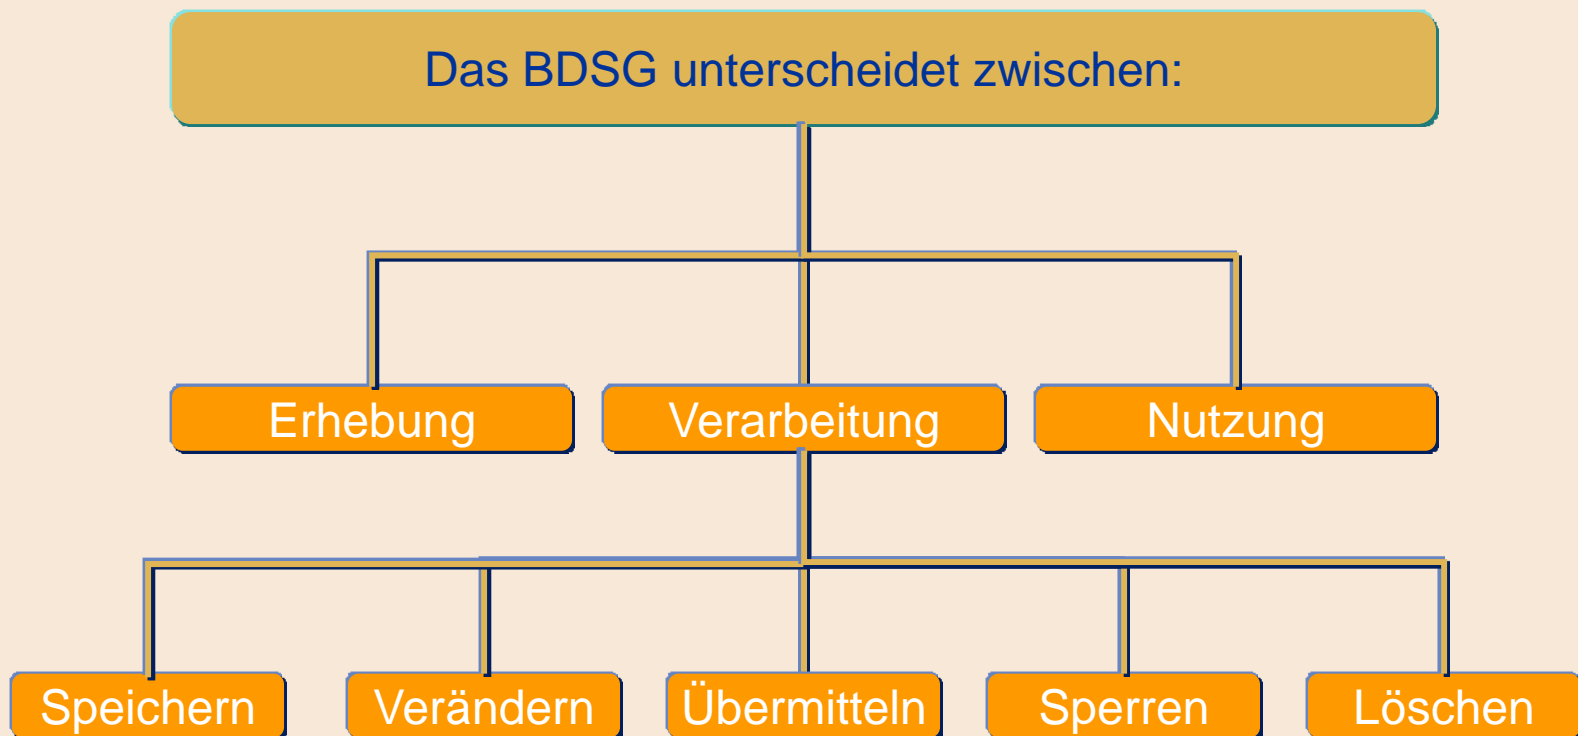 Das BDSG unterscheidet zwischen:
Erhebung
Verarbeitung
Nutzung
Speichern
Verändern
Übermitteln
Sperren
Löschen